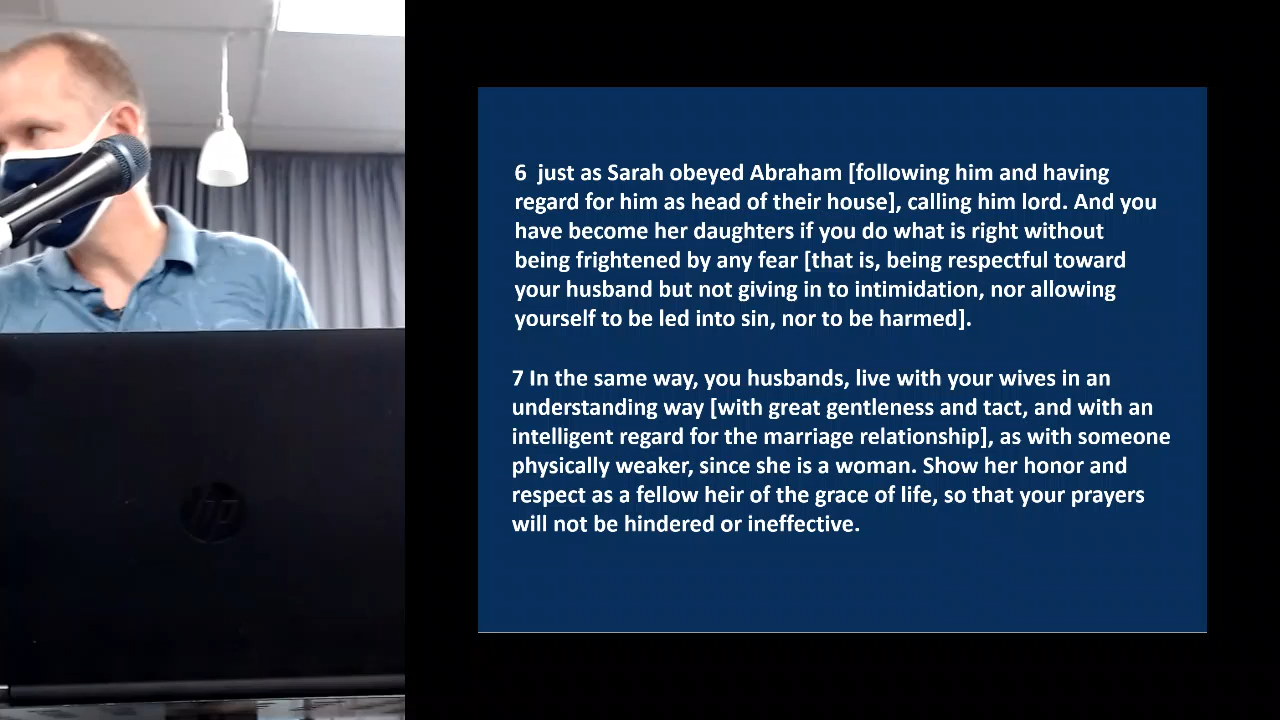 6 just as Sarah obeyed Abraham [following him and having
regard for him as head of their house], calling him lord. And you
have become her daughters if you do what is right without
being frightened by any fear [that is, being respectful toward
your husband but not giving in to intimidation, nor allowing
yourself to be led into sin, nor to be harmed].
7 In the same way, you husbands, live with your wives in an
understanding way [with great gentleness and tact, and with an
intelligent regard for the marriage relationship], as with someone
physically weaker, since she is a woman. Show her honor and
respect as a fellow heir of the grace of life, so that your prayers
will not be hindered or ineffective.
hp